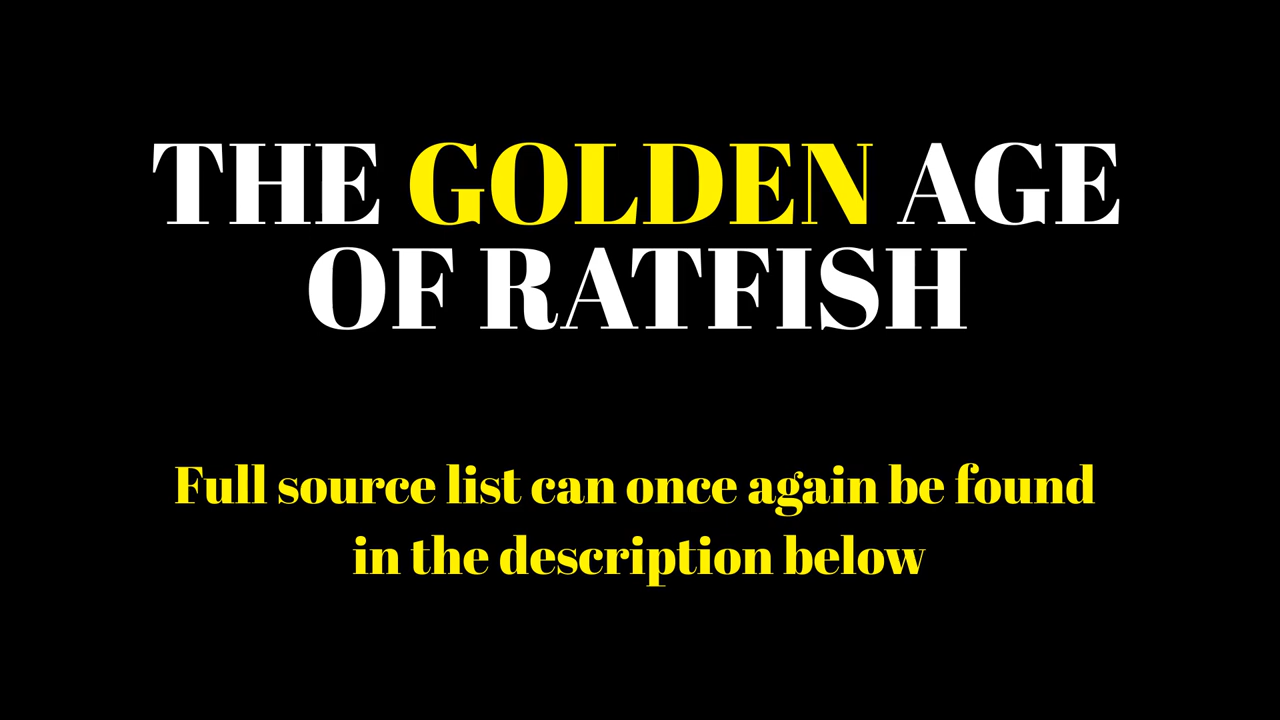 THE GOLDEN AGE
OF RATFISH
Full source list can once again be found
in the description below